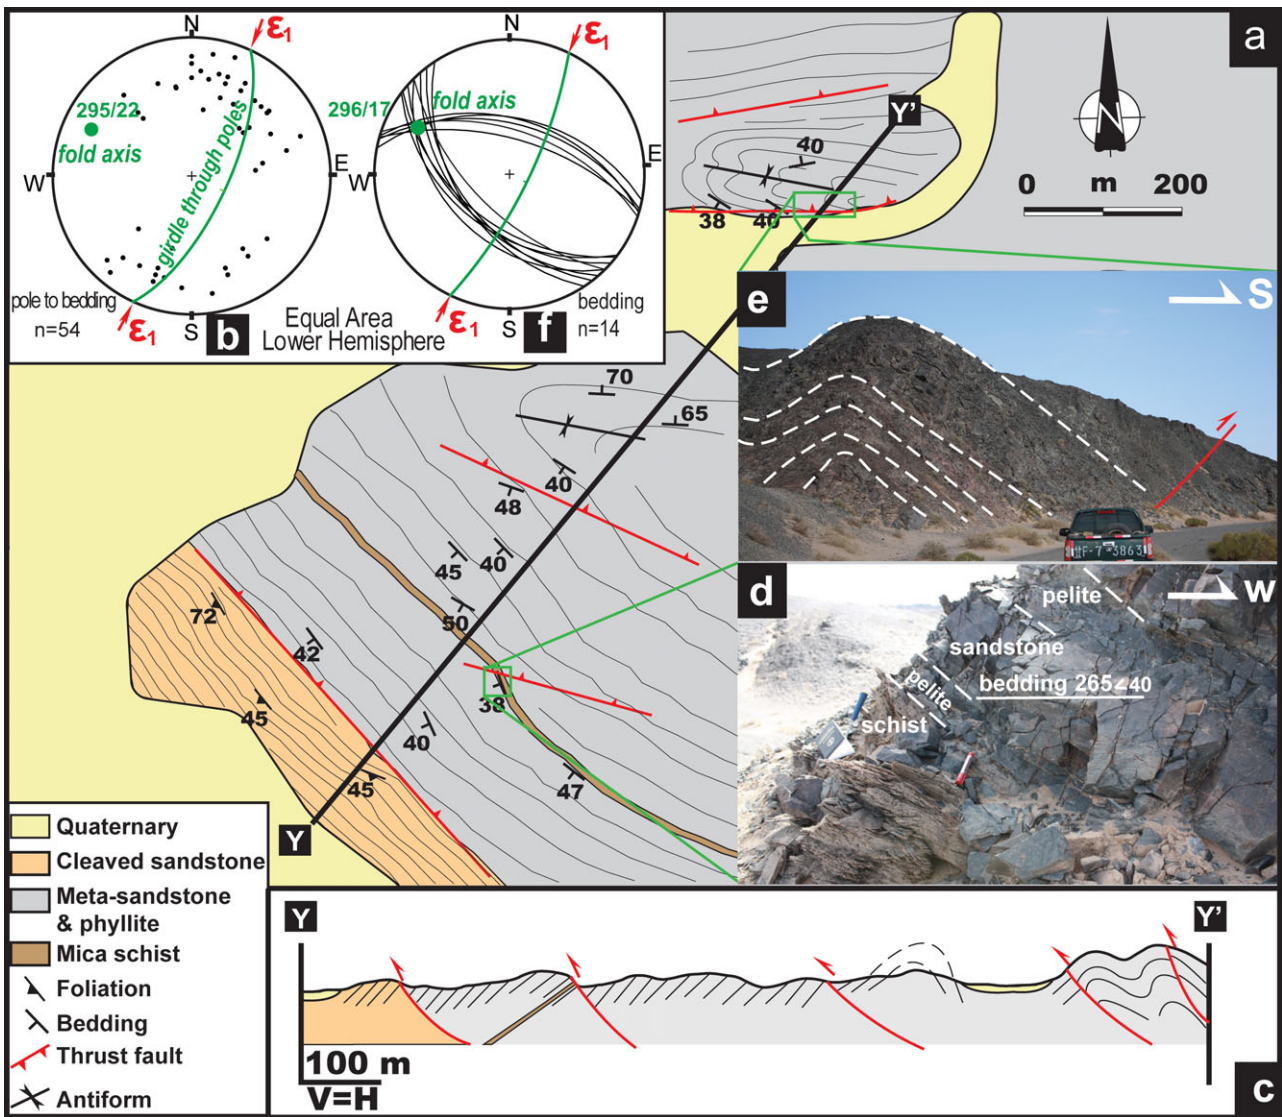 a
N
ε1
295/22
fold axis
girdle through poles
W
E
S
ε1
pole to bedding
n=54
b
N
ε1
296/17
fold axis
W
E
S
ε1
bedding
n=14
f
Equal Area
Lower Hemisphere
Y'
40
38
40
N
0 m 200
70
65
40
48
45
40
50
72
42
38
45
40
45
47
Y
e
S
F-7 3863
d
W
pelite
sandstone
bedding 265∠40
pelite
schist
Quaternary
Cleaved sandstone
Meta-sandstone
& phyllite
Mica schist
Foliation
Bedding
Thrust fault
Antiform
Y
Y'
100 m
V=H
c